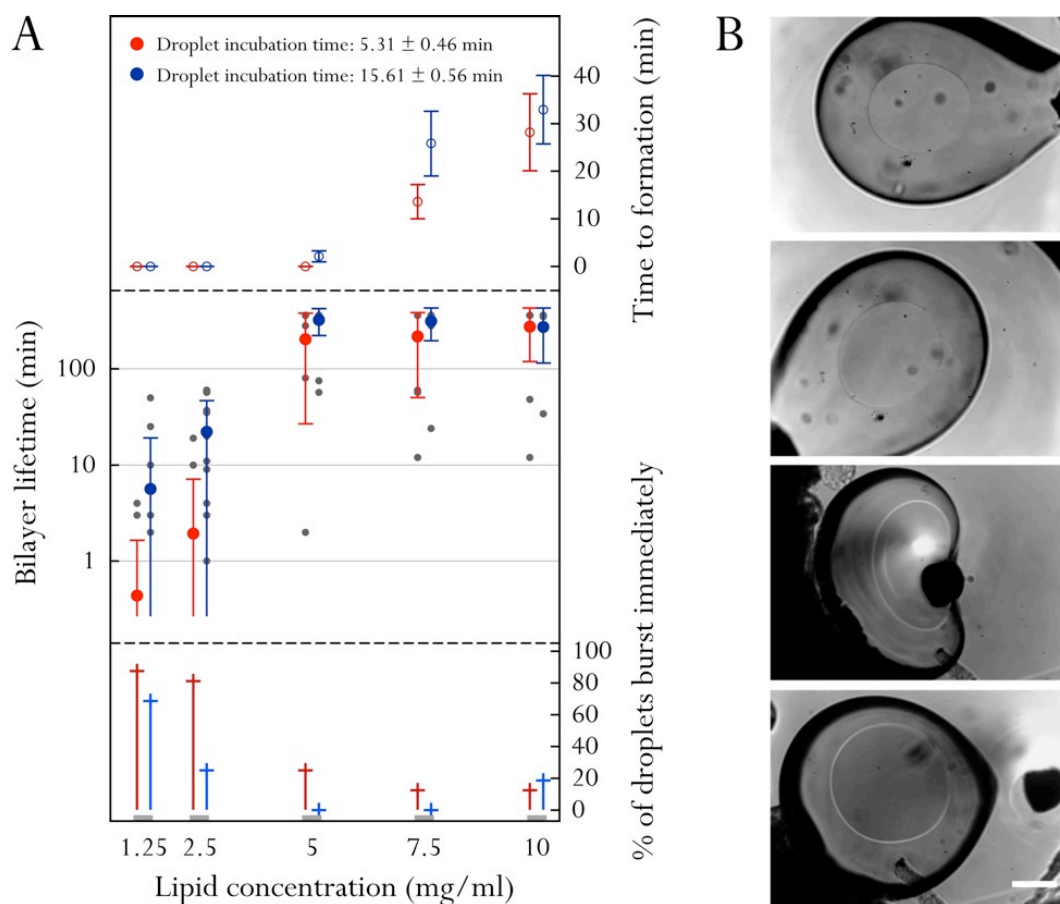 A
B
Droplet incubation time: 5.31 ± 0.46 min
Droplet incubation time: 15.61 ± 0.56 min
40
30
20
10
0
Time to formation (min)
100
10
1
Bilayer lifetime (min)
100
80
60
40
20
0
% of droplets burst immediately
1.25 2.5 5 7.5 10
Lipid concentration (mg/ml)